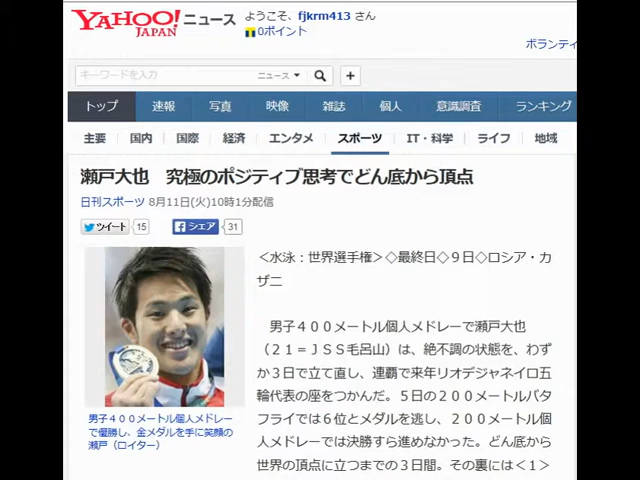 YAHOO! ニュース
JAPAN
ようこそ、fjkrm413 さん
0ポイント
ボランティ
キーワードを入力
ニュース
トップ 速報 写真 映像 雑誌 個人 意識調査 ランキング
主要 国内 国際 経済 エンタメ スポーツ IT・科学 ライフ 地域
瀬戸大也 究極のポジティブ思考でどん底から頂点
日刊スポーツ 8月11日(火)10時1分配信
ツイート 15 シェア 31
<水泳：世界選手権>◇最終日◇9日◇ロシア・カ
ザニ
男子４００メートル個人メドレーで瀬戸大也
（２１＝ＪＳＳ毛呂山）は、絶不調の状態を、わず
か３日で立て直し、連覇で来年リオデジャネイロ五
輪代表の座をつかんだ。５日の２００メートルバタ
フライでは６位とメダルを逃し、２００メートル個
人メドレーでは決勝すら進めなかった。どん底から
世界の頂点に立つまでの３日間。その裏には＜１＞
男子４００メートル個人メドレー
で優勝し、金メダルを手に笑顔の
瀬戸（ロイター）